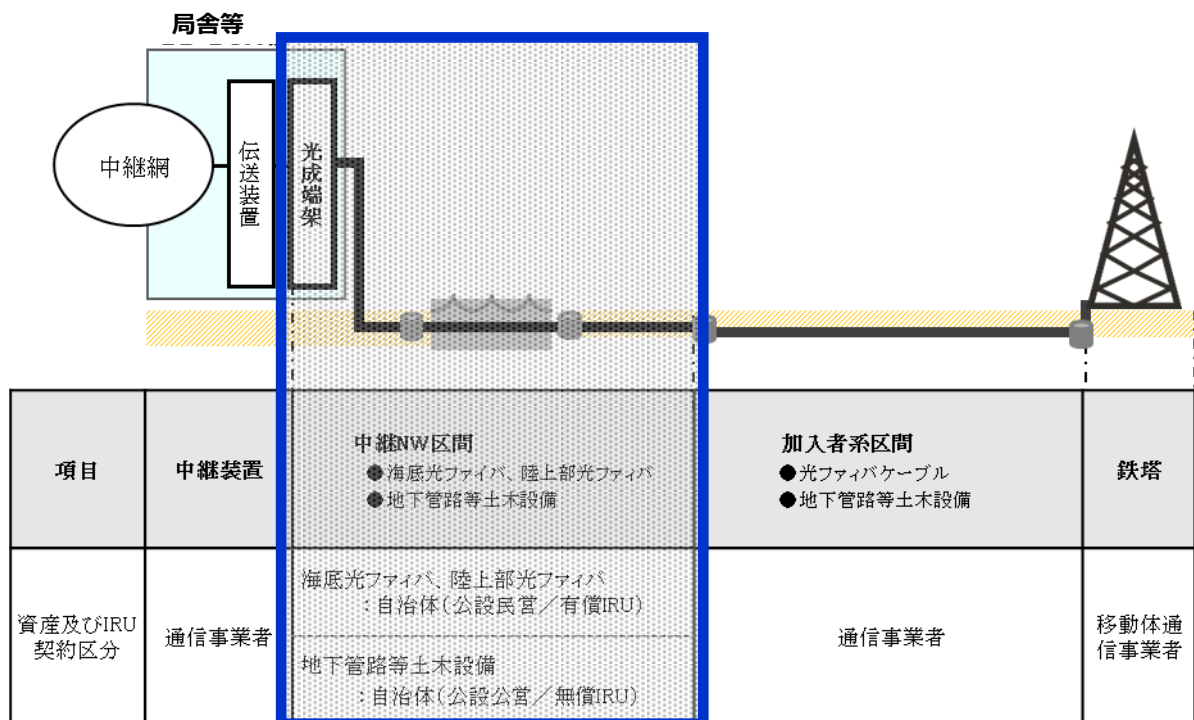 局舎等
中継網
伝送装置
光成端架
項目
中継装置
中継NW区間
●海底光ファイバ、陸上部光ファイバ
●地下管路等土木設備
加入者系区間
●光ファイバケーブル
●地下管路等土木設備
鉄塔
資産及びIRU
契約区分
通信事業者
海底光ファイバ、陸上部光ファイバ
:自治体(公設民営/有償IRU)
地下管路等土木設備
:自治体(公設公営/無償IRU)
通信事業者
移動体通
信事業者